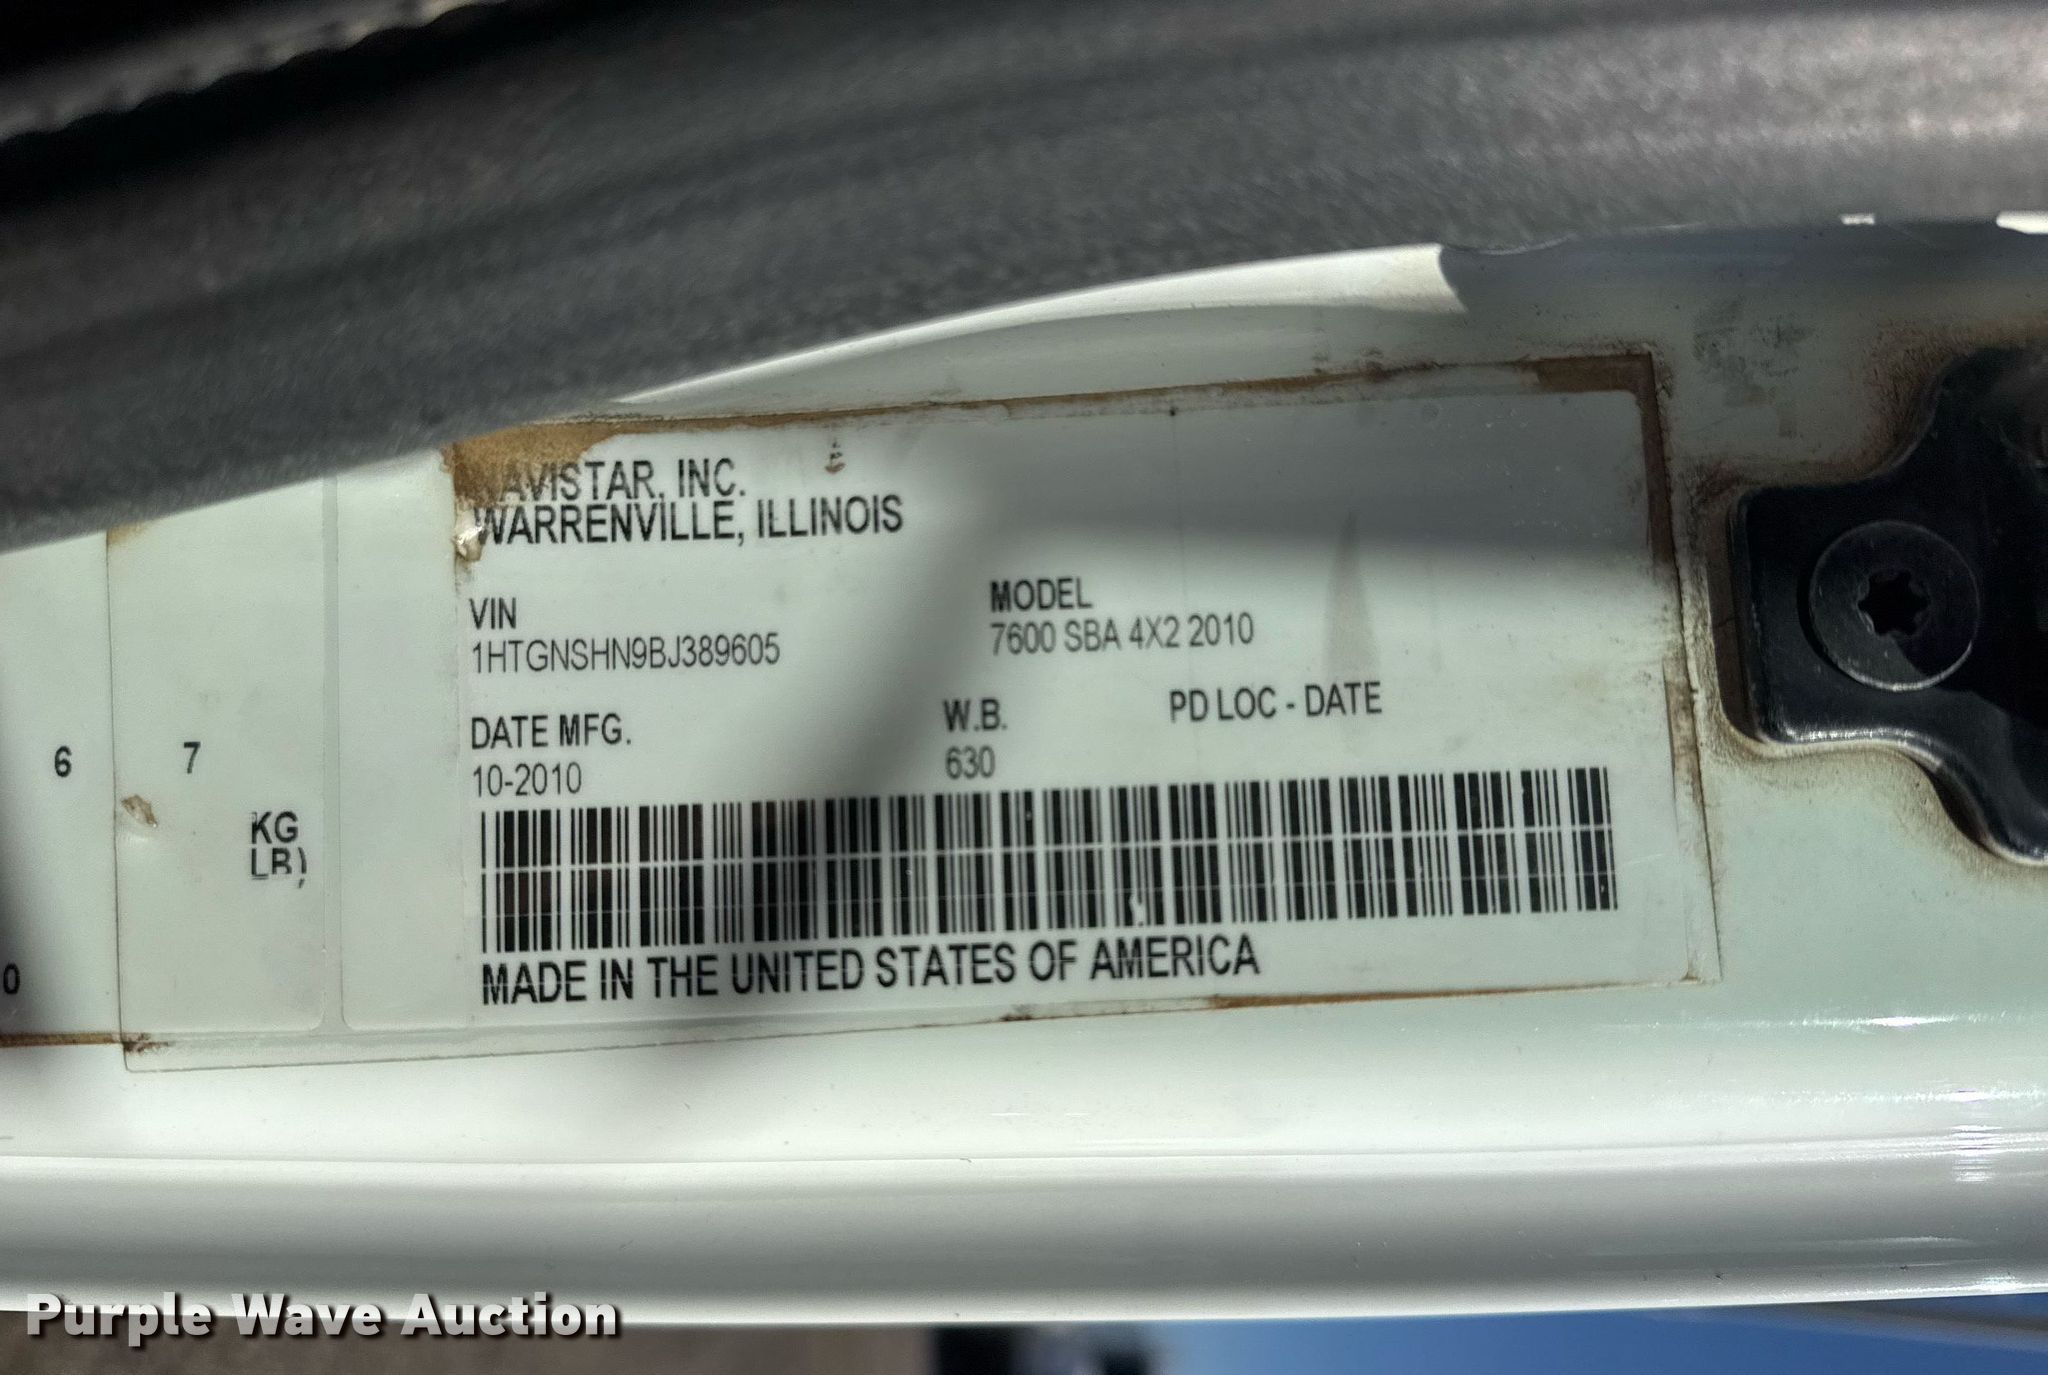 NAVISTAR, INC.
WARRENVILLE, ILLINOIS
VIN
1HTGNSHN9BJ389605
MODEL
7600 SBA 4X2 2010
DATE MFG.
10-2010
W.B.
630
PD LOC - DATE
MADE IN THE UNITED STATES OF AMERICA
6
7
KG
LB)
0
Purple Wave Auction